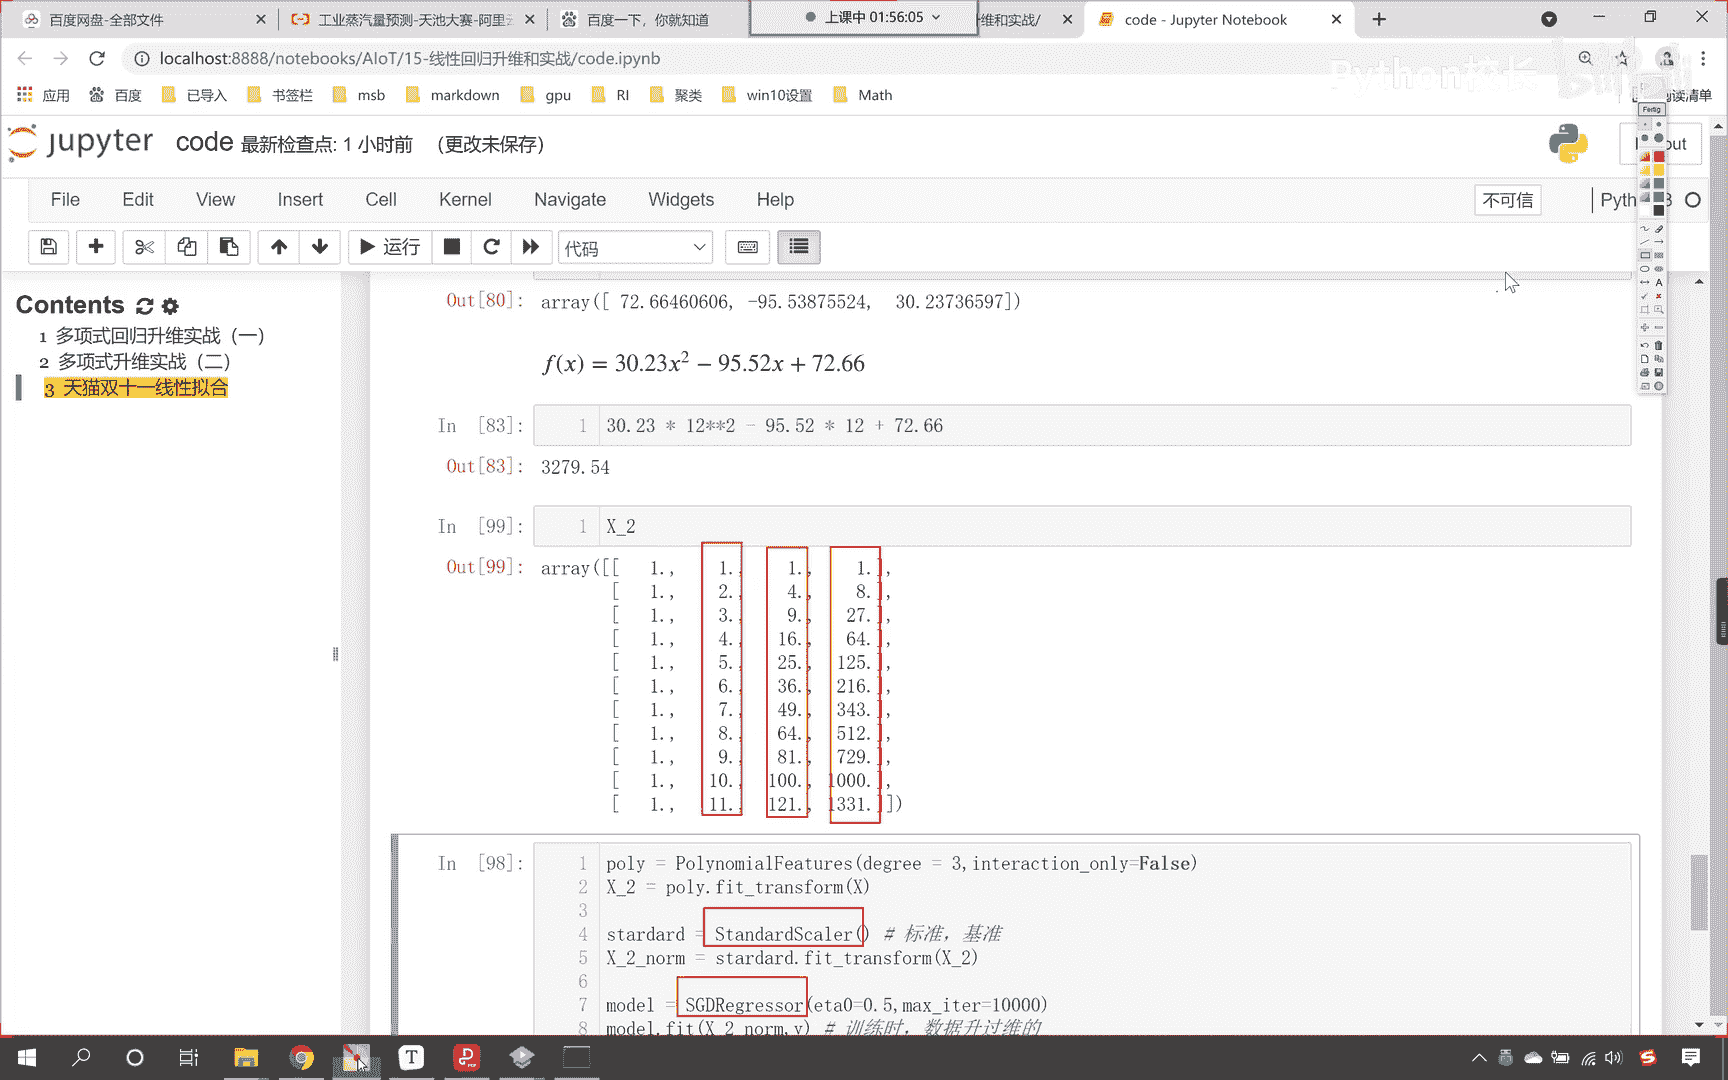 百度网盘-全部文件
工业蒸汽量预测-天池大赛-阿里云
百度一下，你就知道
上课中 01:56:05
维和实战/
code - Jupyter Notebook
localhost:8888/notebooks/AIoT/15-线性回归升维和实战/code.ipynb
Python校长
bilibili
应用 百度 已导入 书签栏 msb markdown gpu RI 聚类 win10设置 Math 阅读清单
Fertig
jupyter code 最新检查点: 1 小时前 (更改未保存)
File Edit View Insert Cell Kernel Navigate Widgets Help 不可信
运行 代码
Contents
1 多项式回归升维实战（一）
2 多项式升维实战（二）
3 天猫双十一线性拟合
Out[80]: array([ 72.66460606, -95.53875524, 30.23736597])
f(x) = 30.23x² − 95.52x + 72.66
In [83]: 1 30.23 * 12**2 - 95.52 * 12 + 72.66
Out[83]: 3279.54
In [99]: 1 X_2
Out[99]: array([[ 1., 1., 1., 1.],
[ 1., 2., 4., 8.],
[ 1., 3., 9., 27.],
[ 1., 4., 16., 64.],
[ 1., 5., 25., 125.],
[ 1., 6., 36., 216.],
[ 1., 7., 49., 343.],
[ 1., 8., 64., 512.],
[ 1., 9., 81., 729.],
[ 1., 10., 100., 1000.],
[ 1., 11., 121., 1331.]])
In [98]: 1 poly = PolynomialFeatures(degree = 3,interaction_only=False)
2 X_2 = poly.fit_transform(X)
3
4 stardard = StandardScaler() # 标准，基准
5 X_2_norm = stardard.fit_transform(X_2)
6
7 model = SGDRegressor(eta0=0.5,max_iter=10000)
8 model.fit(X_2_norm,y) # 训练时，数据升过维的